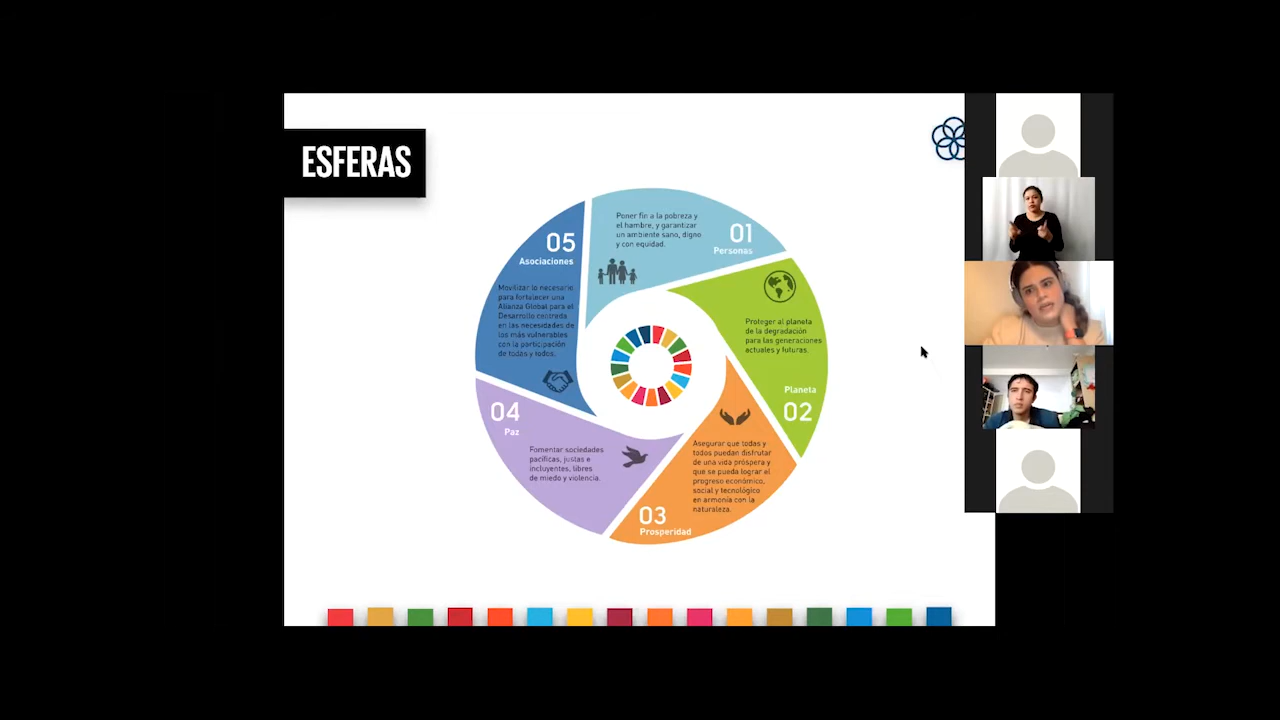 ESFERAS
Poner fin a la pobreza y
el hambre, y garantizar
un ambiente sano, digno
y con equidad.
01
Personas
Proteger al planeta
de la degradación
para las generaciones
actuales y futuras.
Planeta
02
Asegurar que todas y
todos puedan disfrutar
de una vida próspera y
que se pueda lograr el
progreso económico,
social y tecnológico
en armonía con la
naturaleza.
03
Prosperidad
04
Paz
Fomentar sociedades
pacíficas, justas e
incluyentes, libres
de miedo y violencia.
05
Asociaciones
Movilizar lo necesario
para fortalecer una
Alianza Global para el
Desarrollo centrada
en las necesidades de
los más vulnerables
con la participación
de todas y todos.